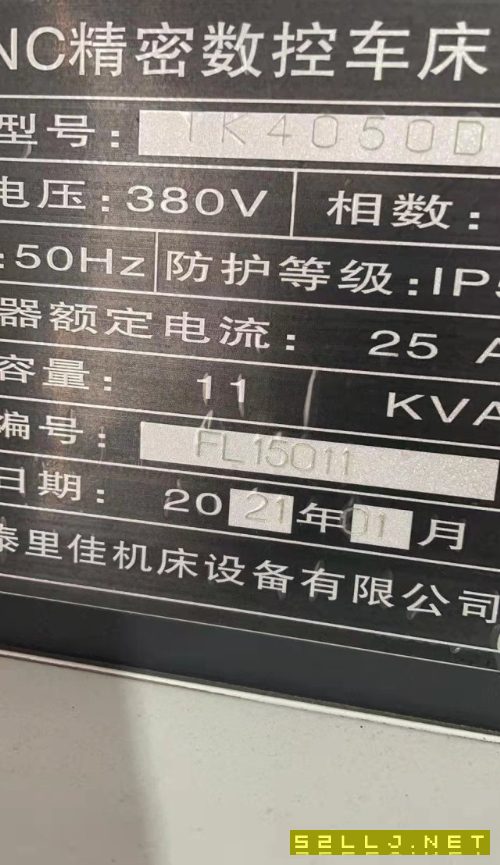 NC精密数控车床
型号: TK4050D
电压:380V 相数:
:50Hz 防护等级:IP5
器额定电流: 25 A
容量: 11 KVA
编号: FL15011
日期: 2021年01月
泰里佳机床设备有限公司
52LLJ.NET